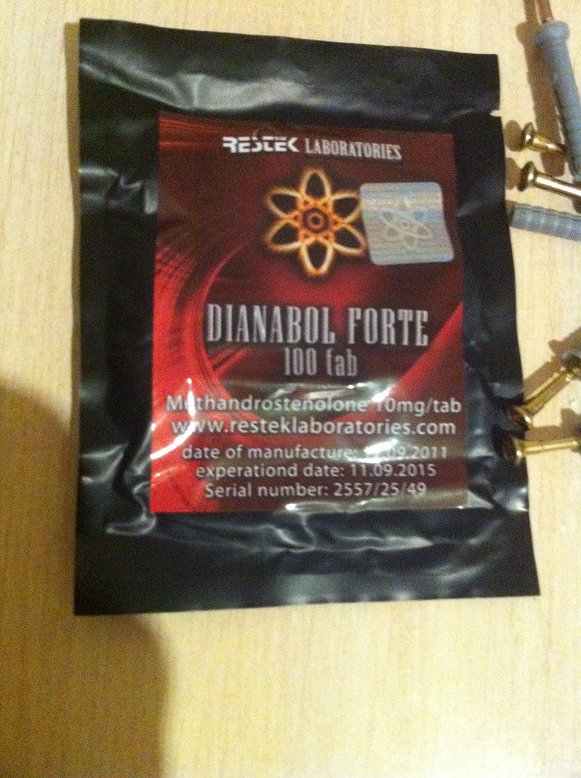 RESTEK LABORATORIES
DIANABOL FORTE
100 tab
Methandrostenolone 10mg/tab
www.resteklaboratories.com
date of manufacture: .09.2011
experationd date: 11.09.2015
Serial number: 2557/25/49